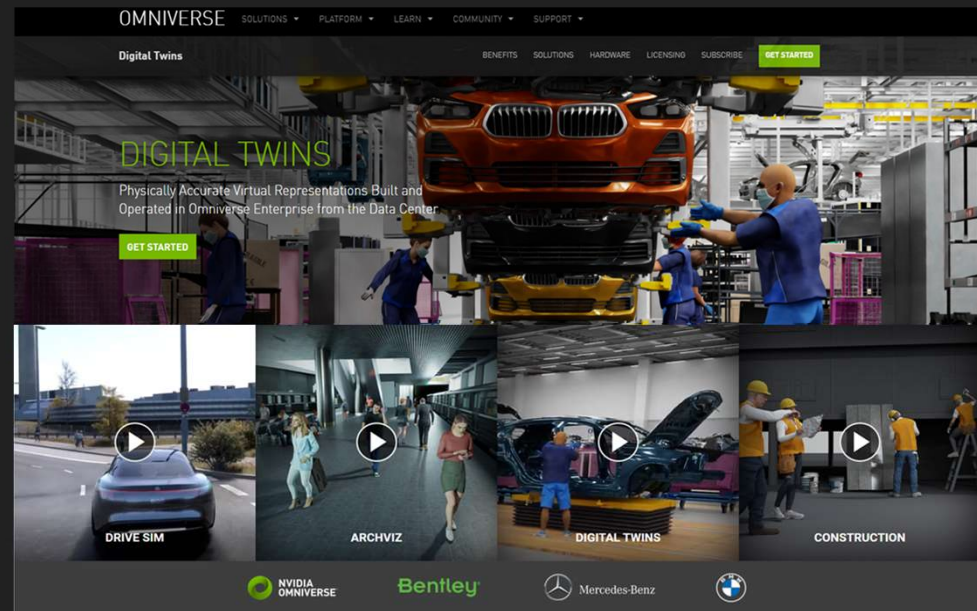 OMNIVERSE
SOLUTIONS
PLATFORM
LEARN
COMMUNITY
SUPPORT
Digital Twins
BENEFITS
SOLUTIONS
HARDWARE
LICENSING
SUBSCRIBE
GET STARTED
DIGITAL TWINS
Physically Accurate Virtual Representations Built and
Operated in Omniverse Enterprise from the Data Center
GET STARTED
DRIVE SIM
ARCHVIZ
DIGITAL TWINS
CONSTRUCTION
NVIDIA
OMNIVERSE
Bentley
Mercedes-Benz
BMW